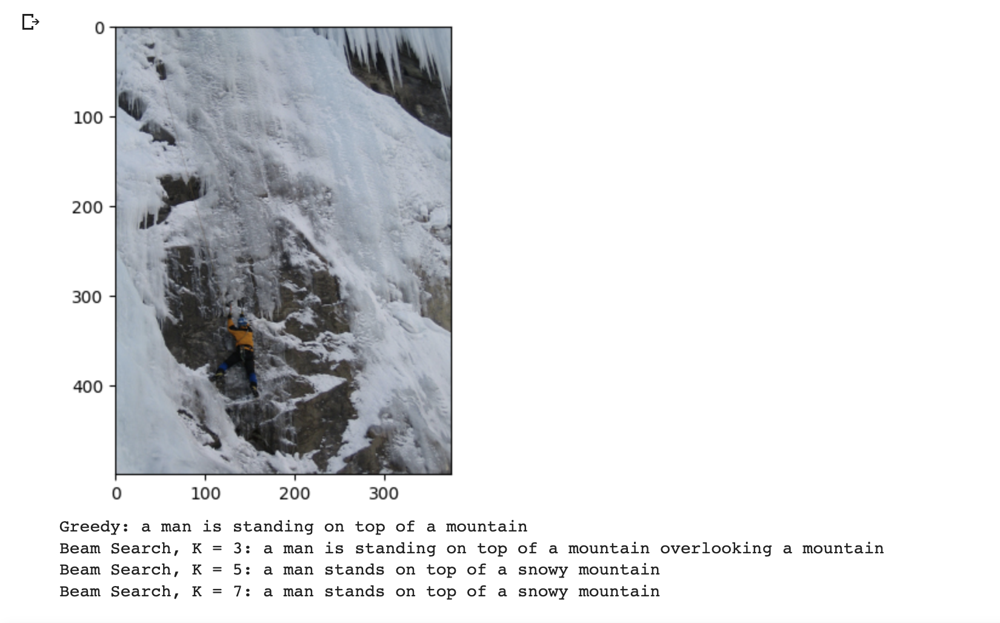 0
100
200
300
400
0 100 200 300
Greedy: a man is standing on top of a mountain
Beam Search, K = 3: a man is standing on top of a mountain overlooking a mountain
Beam Search, K = 5: a man stands on top of a snowy mountain
Beam Search, K = 7: a man stands on top of a snowy mountain